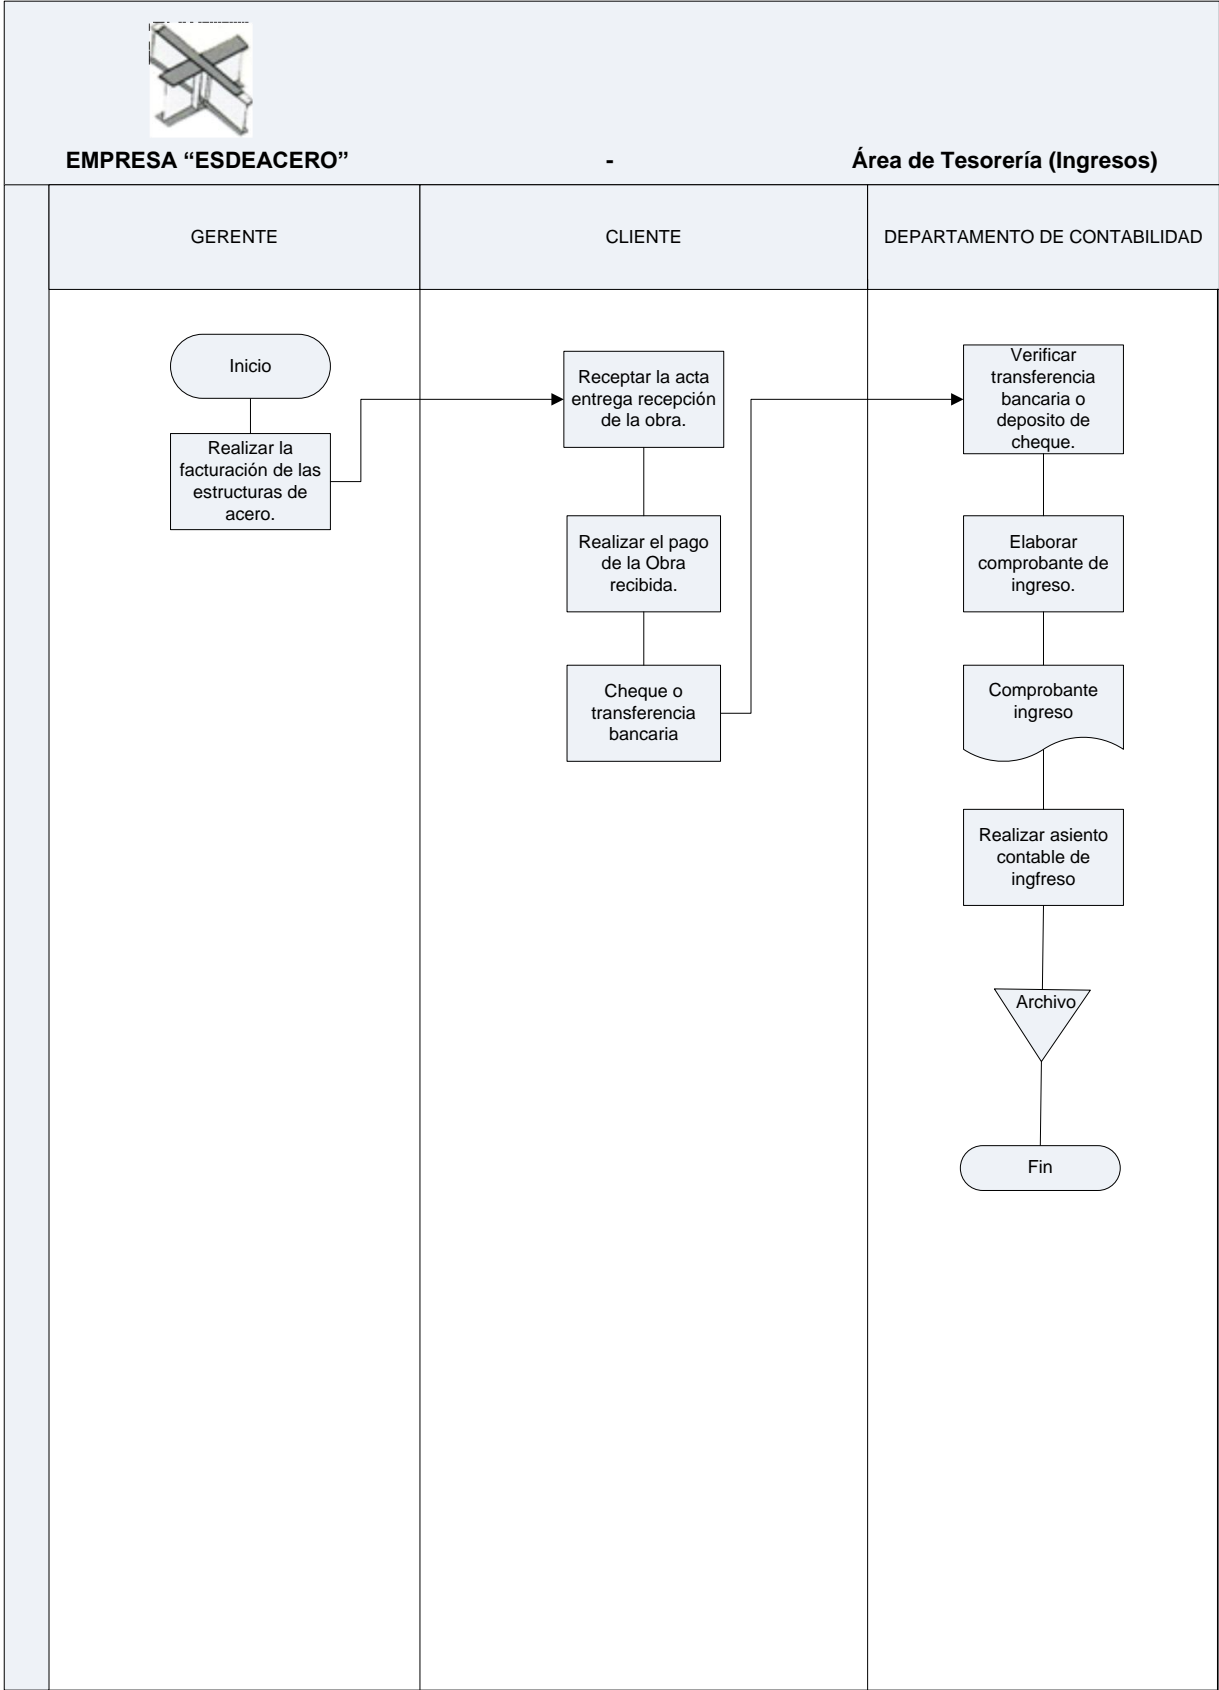 EMPRESA “ESDEACERO” - Área de Tesorería (Ingresos)
GERENTE
CLIENTE
DEPARTAMENTO DE CONTABILIDAD
Inicio
Realizar la
facturación de las
estructuras de
acero.
Receptar la acta
entrega recepción
de la obra.
Realizar el pago
de la Obra
recibida.
Cheque o
transferencia
bancaria
Verificar
transferencia
bancaria o
deposito de
cheque.
Elaborar
comprobante de
ingreso.
Comprobante
ingreso
Realizar asiento
contable de
ingfreso
Archivo
Fin